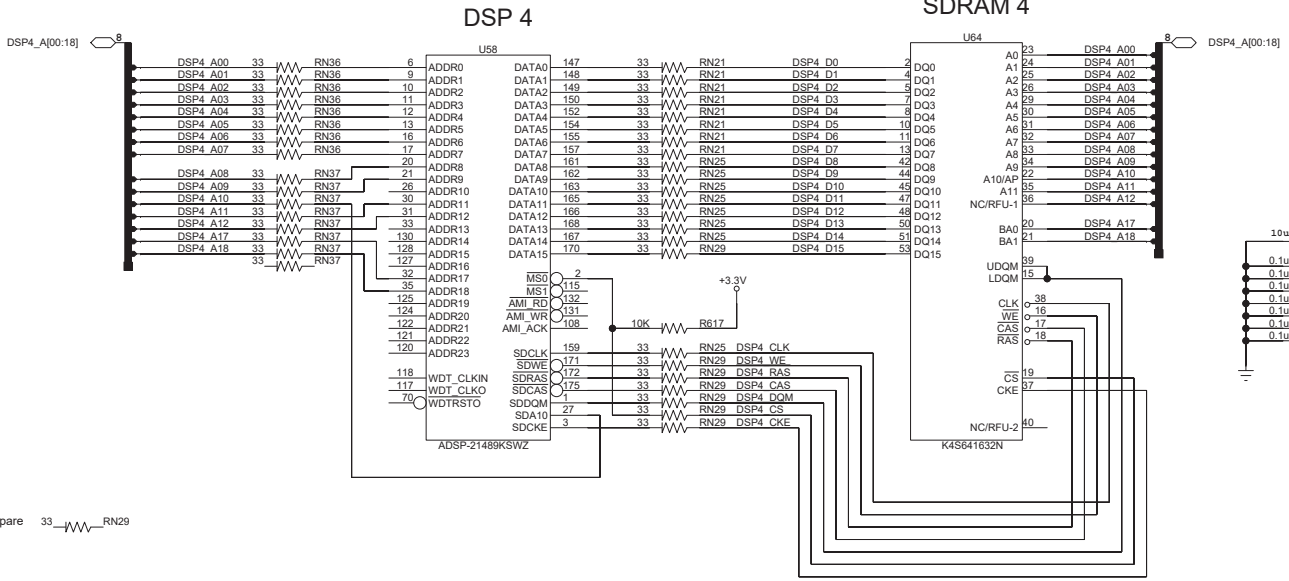 DSP 4
SDRAM 4
DSP4_A[00:18] 8
8 DSP4_A[00:18]
U58
U64
DSP4_A00 33 RN36 6 ADDR0 DATA0 147 33 RN21 DSP4_D0 2 DQ0 A0 23 DSP4_A00
DSP4_A01 33 RN36 9 ADDR1 DATA1 148 33 RN21 DSP4_D1 4 DQ1 A1 24 DSP4_A01
DSP4_A02 33 RN36 10 ADDR2 DATA2 149 33 RN21 DSP4_D2 5 DQ2 A2 25 DSP4_A02
DSP4_A03 33 RN36 11 ADDR3 DATA3 150 33 RN21 DSP4_D3 7 DQ3 A3 26 DSP4_A03
DSP4_A04 33 RN36 12 ADDR4 DATA4 152 33 RN21 DSP4_D4 8 DQ4 A4 29 DSP4_A04
DSP4_A05 33 RN36 13 ADDR5 DATA5 154 33 RN21 DSP4_D5 10 DQ5 A5 30 DSP4_A05
DSP4_A06 33 RN36 16 ADDR6 DATA6 155 33 RN21 DSP4_D6 11 DQ6 A6 31 DSP4_A06
DSP4_A07 33 RN36 17 ADDR7 DATA7 157 33 RN21 DSP4_D7 13 DQ7 A7 32 DSP4_A07
20 ADDR8 DATA8 161 33 RN25 DSP4_D8 42 DQ8 A8 33 DSP4_A08
DSP4_A08 33 RN37 21 ADDR9 DATA9 162 33 RN25 DSP4_D9 44 DQ9 A9 34 DSP4_A09
DSP4_A09 33 RN37 26 ADDR10 DATA10 163 33 RN25 DSP4_D10 45 DQ10 A10/AP 22 DSP4_A10
DSP4_A10 33 RN37 30 ADDR11 DATA11 165 33 RN25 DSP4_D11 47 DQ11 A11 35 DSP4_A11
DSP4_A11 33 RN37 31 ADDR12 DATA12 166 33 RN25 DSP4_D12 48 DQ12 NC/RFU-1 36 DSP4_A12
DSP4_A12 33 RN37 33 ADDR13 DATA13 168 33 RN25 DSP4_D13 50 DQ13 BA0 20 DSP4_A17
DSP4_A17 33 RN37 130 ADDR14 DATA14 167 33 RN25 DSP4_D14 51 DQ14 BA1 21 DSP4_A18
DSP4_A18 33 RN37 128 ADDR15 DATA15 170 33 RN29 DSP4_D15 53 DQ15
33 RN37 127 ADDR16
UDQM 39
32 ADDR17 MS0 2
LDQM 15
35 ADDR18 MS1 115
+3.3V
125 ADDR19 AMI_RD 132
CLK 38
124 ADDR20 AMI_WR 131
WE 16
122 ADDR21 AMI_ACK 108 10K R617
CAS 17
121 ADDR22
RAS 18
120 ADDR23 SDCLK 159 33 RN25 DSP4_CLK
SDWE 171 33 RN29 DSP4_WE
118 WDT_CLKIN SDRAS 172 33 RN29 DSP4_RAS CS 19
117 WDT_CLKO SDCAS 175 33 RN29 DSP4_CAS CKE 37
70 WDTRSTO SDDQM 1 33 RN29 DSP4_DQM
SDA10 27 33 RN29 DSP4_CS
SDCKE 3 33 RN29 DSP4_CKE NC/RFU-2 40
ADSP-21489KSWZ
K4S641632N
10u
0.1u
0.1u
0.1u
0.1u
0.1u
0.1u
0.1u
pare 33 RN29